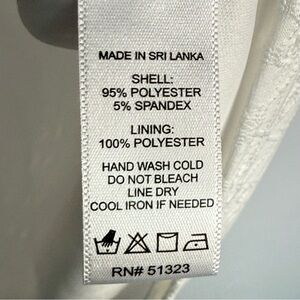 MADE IN SRI LANKA
SHELL:
95% POLYESTER
5% SPANDEX
LINING:
100% POLYESTER
HAND WASH COLD
DO NOT BLEACH
LINE DRY
COOL IRON IF NEEDED
RN# 51323